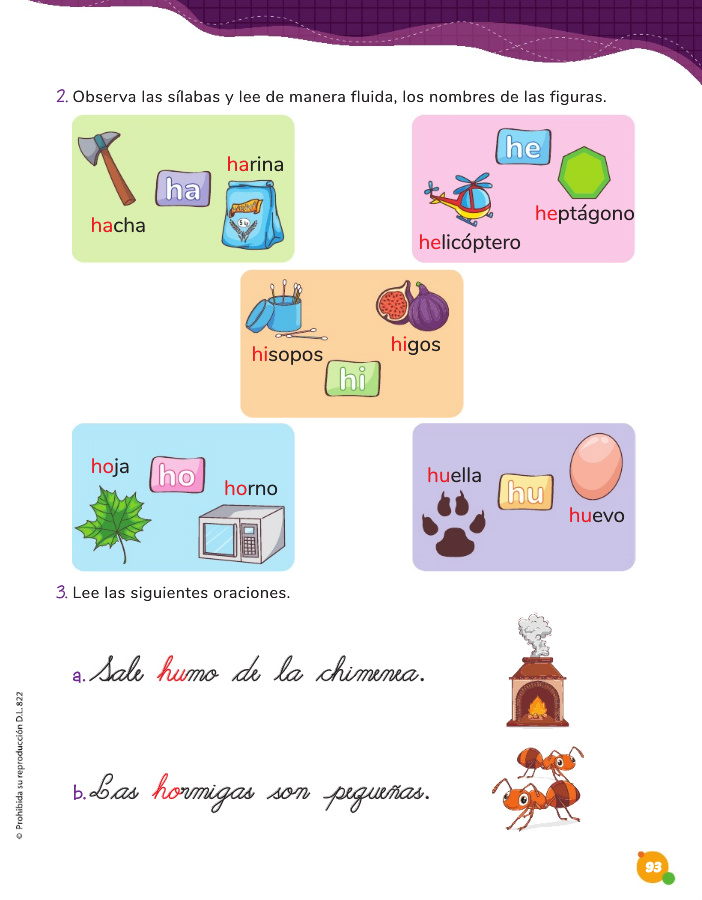 2. Observa las sílabas y lee de manera fluida, los nombres de las figuras.
ha
harina
hacha
he
heptágono
helicóptero
hisopos
higos
hi
hoja
ho
horno
huella
hu
huevo
3. Lee las siguientes oraciones.
a. Sale humo de la chimenea.
b. Las hormigas son pequeñas.
© Prohibida su reproducción D.L. 822
93